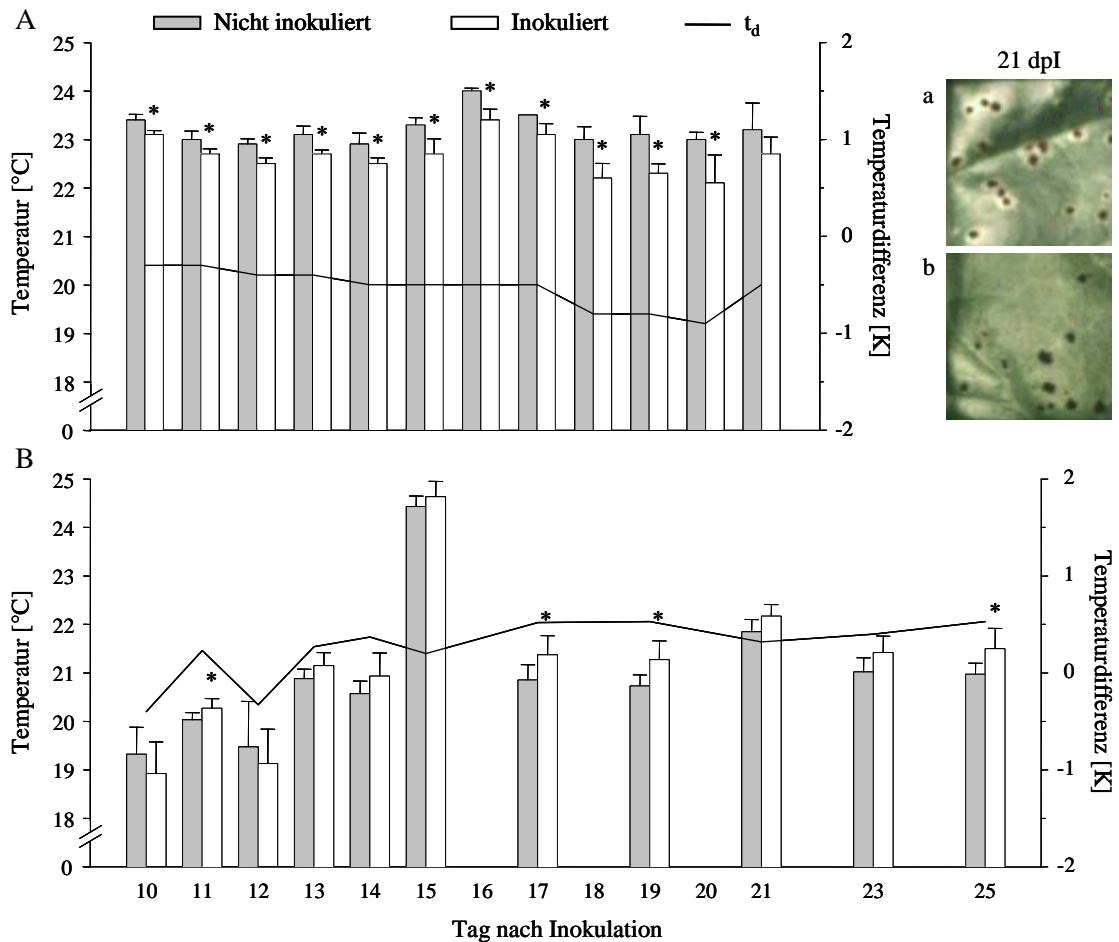 A
Nicht inokuliert
Inokuliert
t_d
25
24
23
22
21
20
19
18
0
Temperatur [°C]
* * * * * * * * * * *
2
1
0
-1
-2
Temperaturdifferenz [K]
21 dpI
a
b
B
25
24
23
22
21
20
19
18
0
Temperatur [°C]
* * * *
2
1
0
-1
-2
Temperaturdifferenz [K]
10 11 12 13 14 15 16 17 18 19 20 21 23 25
Tag nach Inokulation